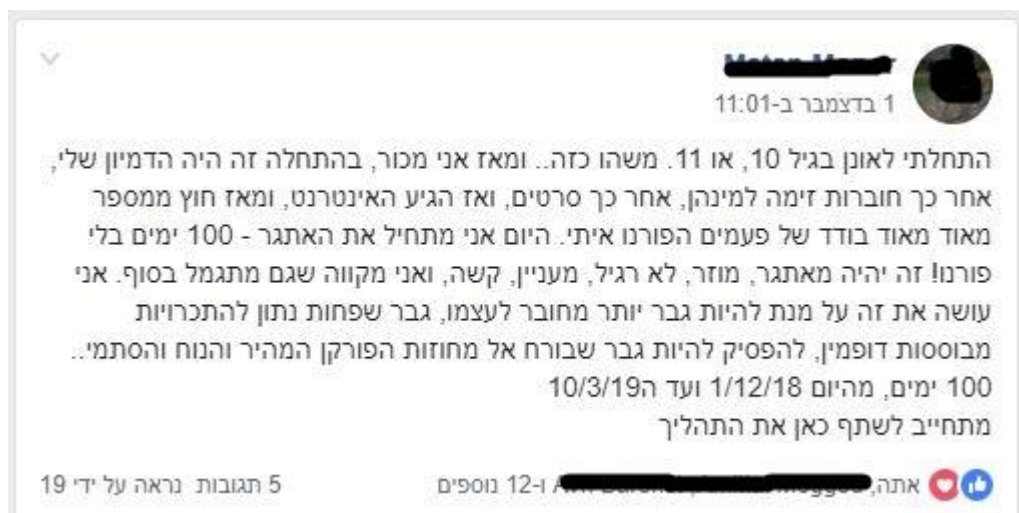 1 בדצמבר ב-11:01
התחלתי לאונן בגיל 10, או 11. משהו כזה.. ומאז אני מכור, בהתחלה זה היה הדמיון שלי,
אחר כך חוברות זימה למינהן, אחר כך סרטים, ואז הגיע האינטרנט, ומאז חוץ ממספר
מאוד מאוד בודד של פעמים הפורנו איתי. היום אני מתחיל את האתגר - 100 ימים בלי
פורנו! זה יהיה מאתגר, מוזר, לא רגיל, מעניין, קשה, ואני מקווה שגם מתגמל בסוף. אני
עושה את זה על מנת להיות גבר יותר מחובר לעצמו, גבר שפחות נתון להתכרויות
מבוססות דופמין, להפסיק להיות גבר שבורח אל מחוזות הפורקן המהיר והנוח והסתמי..
100 ימים, מהיום 1/12/18 ועד ה10/3/19
מתחייב לשתף כאן את התהליך
אתה, ו-12 נוספים
5 תגובות נראה על ידי 19